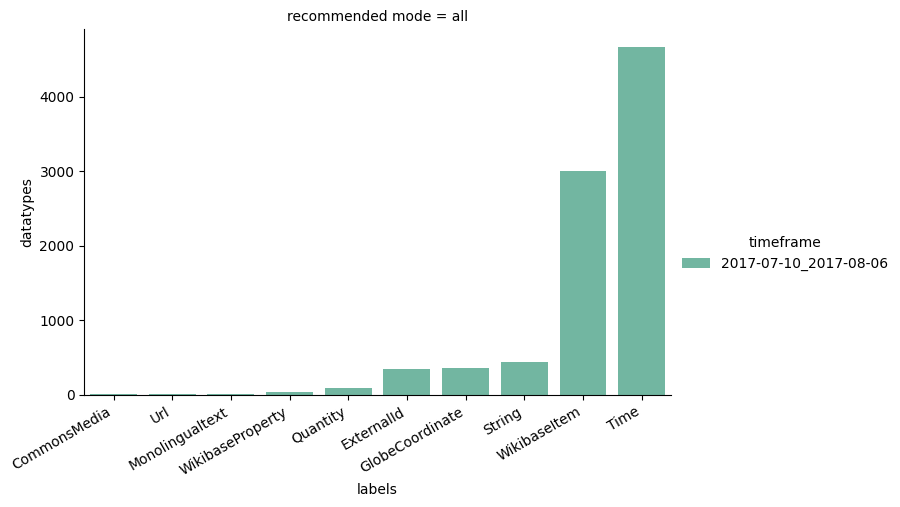 recommended mode = all
4000
3000
2000
1000
0
datatypes
CommonsMedia
Url
Monolingualtext
WikibaseProperty
Quantity
ExternalId
GlobeCoordinate
String
WikibaseItem
Time
labels
timeframe
2017-07-10_2017-08-06